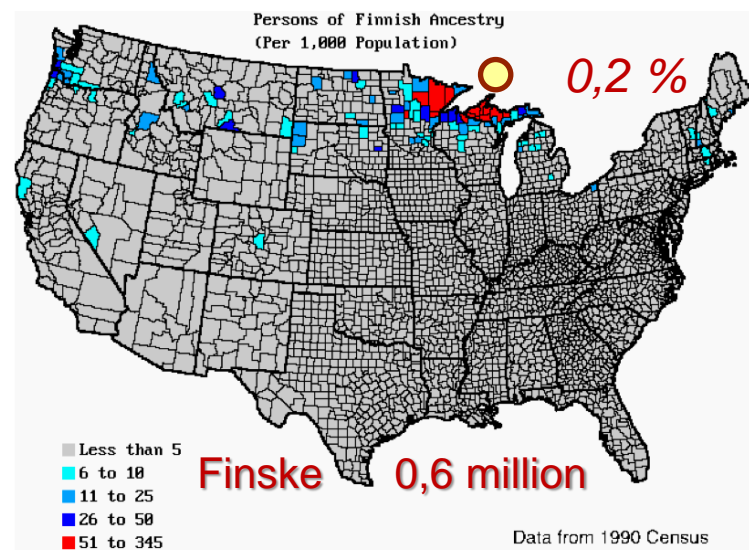 Persons of Finnish Ancestry
(Per 1,000 Population)
0,2 %
Less than 5
6 to 10
11 to 25
26 to 50
51 to 345
Finske 0,6 million
Data from 1990 Census